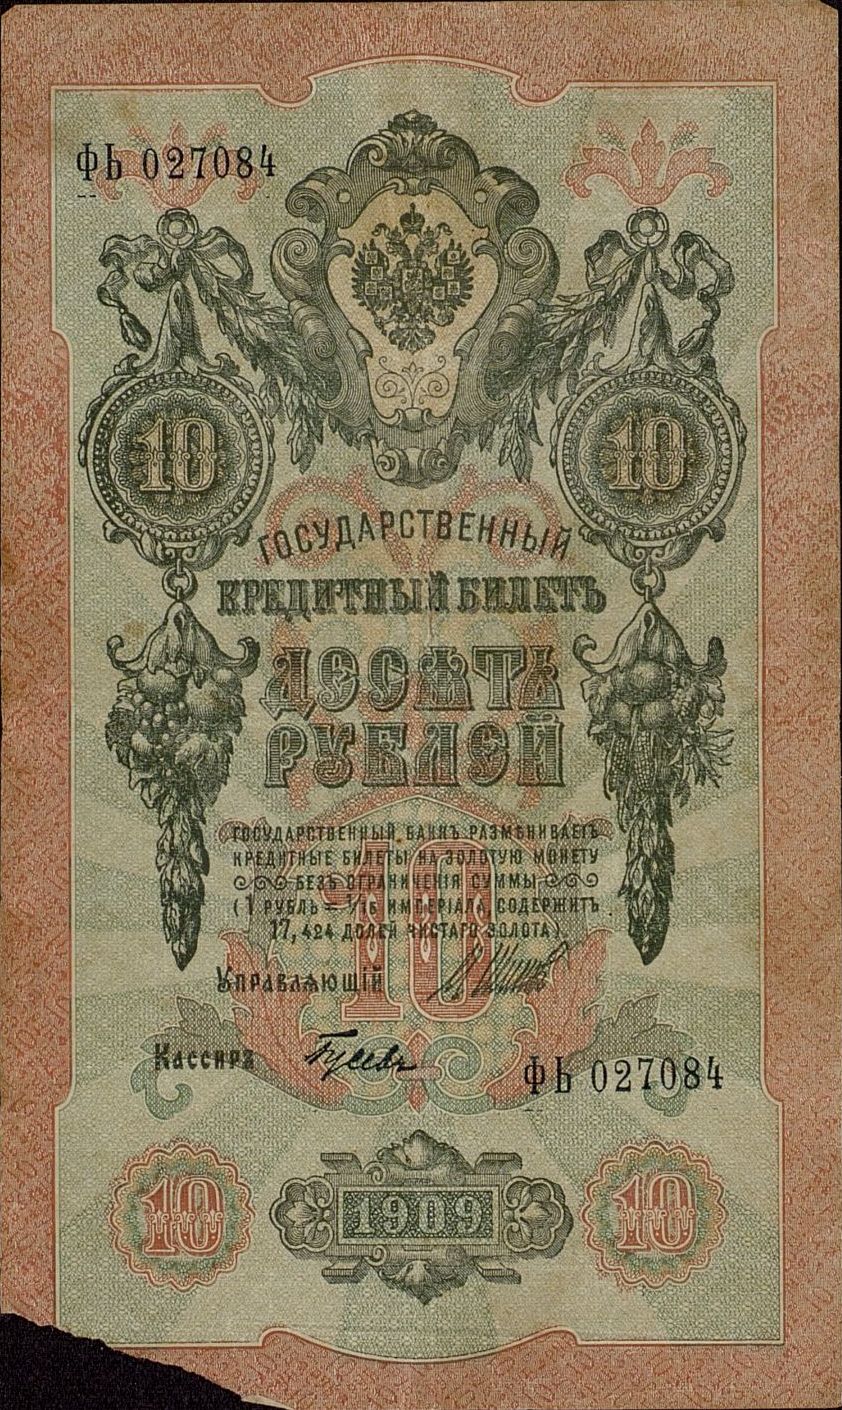 ФЬ 027084
10 10
ГОСУДАРСТВЕННЫЙ
КРЕДИТНЫЙ БИЛЕТЪ
ДЕСЯТЬ
РУБЛЕЙ
ГОСУДАРСТВЕННЫЙ БАНКЪ РАЗМѢНИВАЕТЪ
КРЕДИТНЫЕ БИЛЕТЫ НА ЗОЛОТУЮ МОНЕТУ
БЕЗЪ ОГРАНИЧЕНІЯ СУММЫ
(1 РУБЛЬ = 1/15 ИМПЕРІАЛА, СОДЕРЖИТЪ
17,424 ДОЛЕЙ ЧИСТАГО ЗОЛОТА).
10
Управляющій И. Шиповъ
Кассиръ Гусевъ
ФЬ 027084
10 1909 10